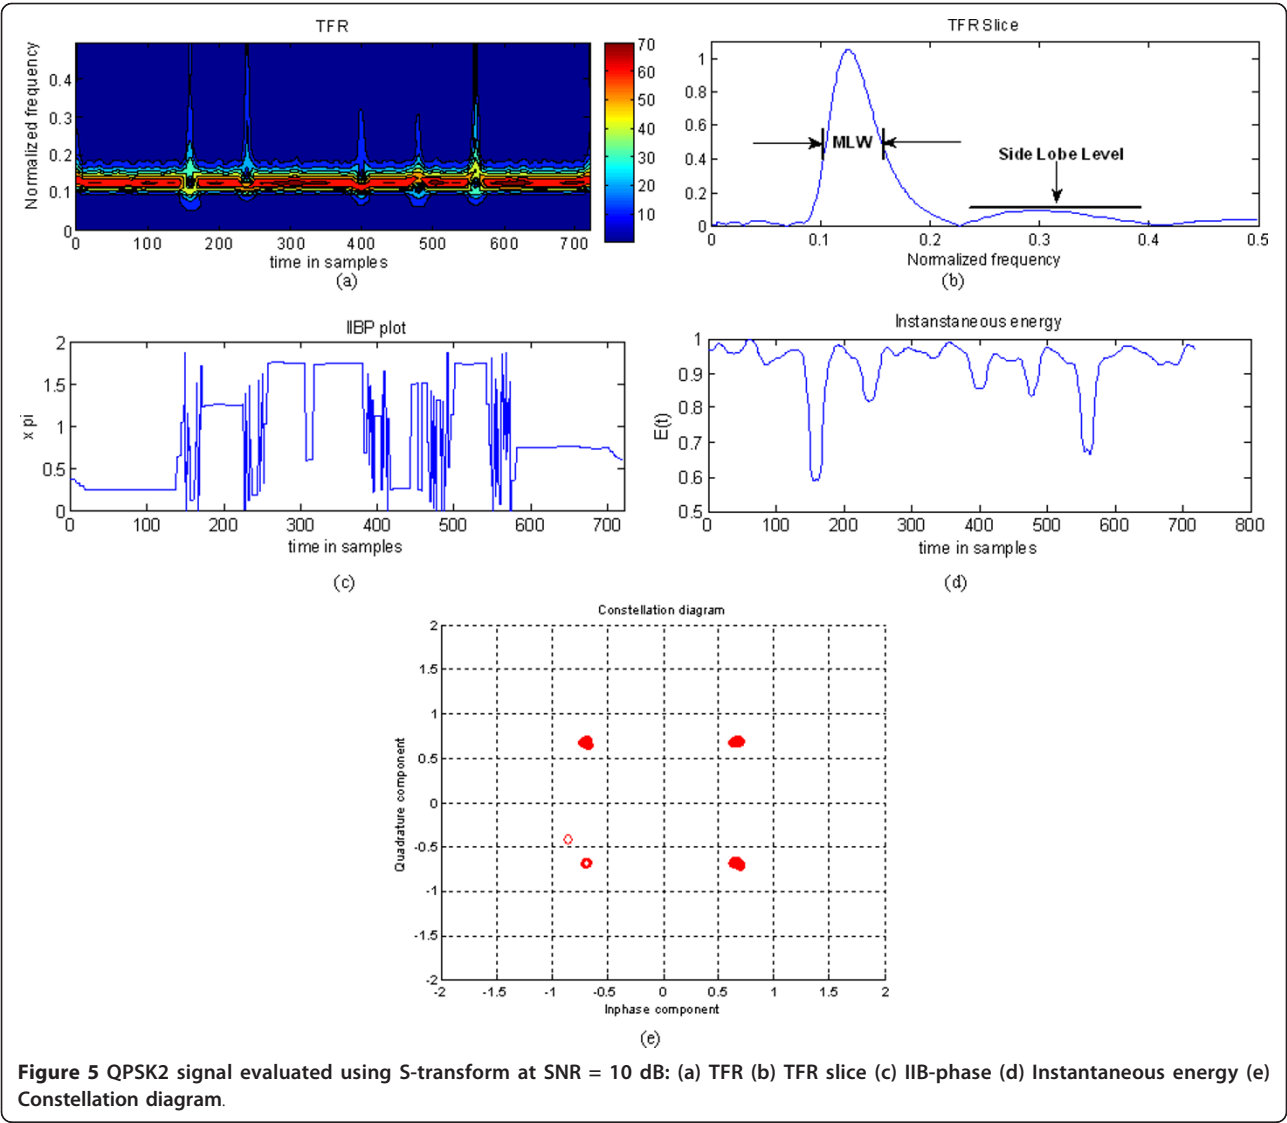 TFR
Normalized frequency
0.4
0.3
0.2
0.1
0
0 100 200 300 400 500 600 700
time in samples
70
60
50
40
30
20
10
(a)
TFR Slice
1
0.8
0.6
0.4
0.2
0
MLW
Side Lobe Level
0 0.1 0.2 0.3 0.4 0.5
Normalized frequency
(b)
IIBP plot
x pi
2
1.5
1
0.5
0
0 100 200 300 400 500 600 700
time in samples
(c)
Instanstaneous energy
E(t)
1
0.9
0.8
0.7
0.6
0.5
0 100 200 300 400 500 600 700 800
time in samples
(d)
Constellation diagram
Quadrature component
2
1.5
1
0.5
0
-0.5
-1
-1.5
-2
-2 -1.5 -1 -0.5 0 0.5 1 1.5 2
Inphase component
(e)
Figure 5 QPSK2 signal evaluated using S-transform at SNR = 10 dB: (a) TFR (b) TFR slice (c) IIB-phase (d) Instantaneous energy (e)
Constellation diagram.